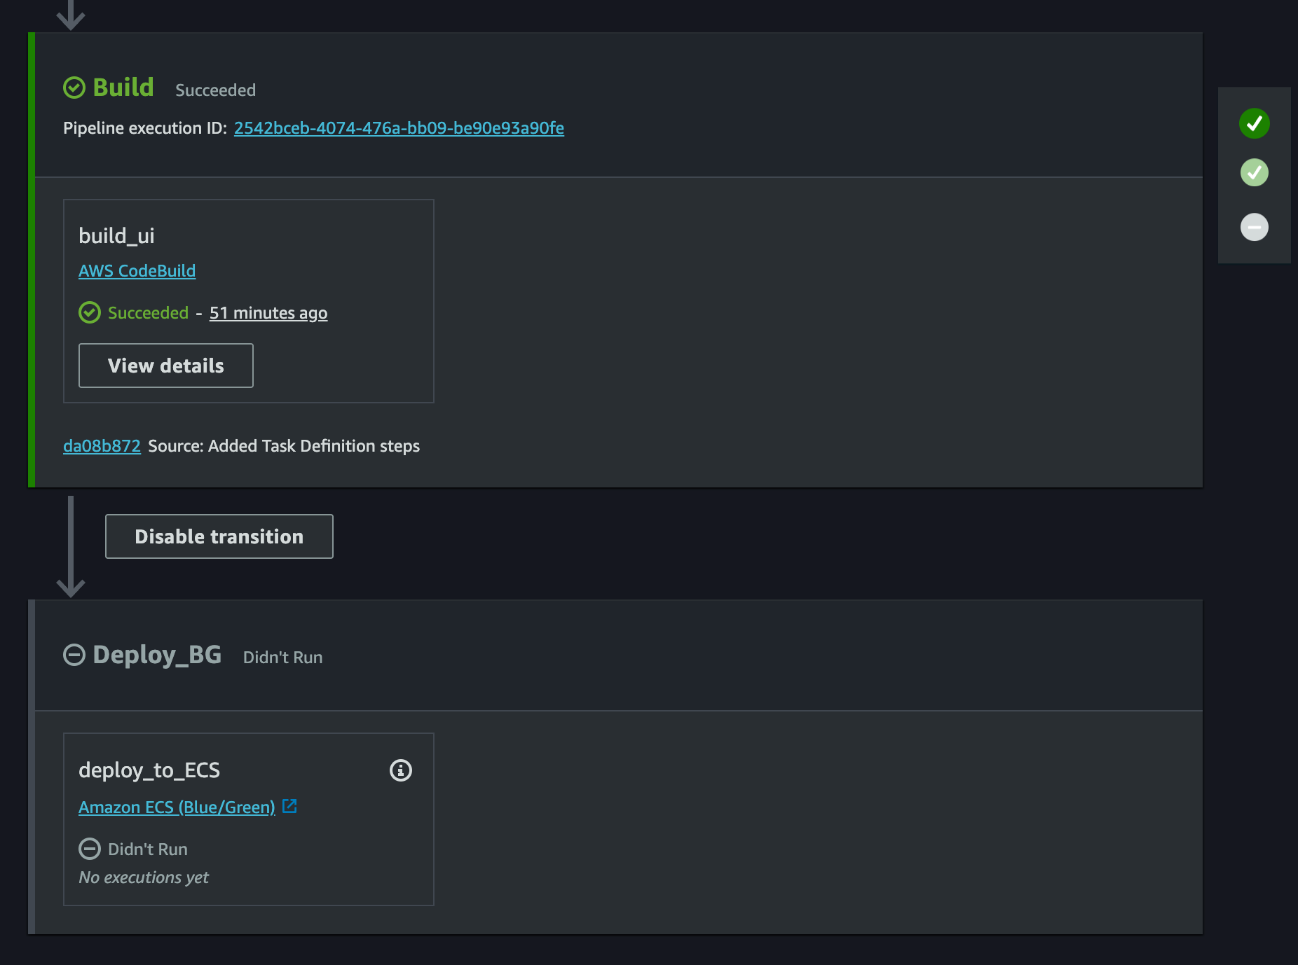 Build Succeeded
Pipeline execution ID: 2542bceb-4074-476a-bb09-be90e93a90fe
build_ui
AWS CodeBuild
Succeeded - 51 minutes ago
View details
da08b872 Source: Added Task Definition steps
Disable transition
Deploy_BG Didn't Run
deploy_to_ECS
Amazon ECS (Blue/Green)
Didn't Run
No executions yet